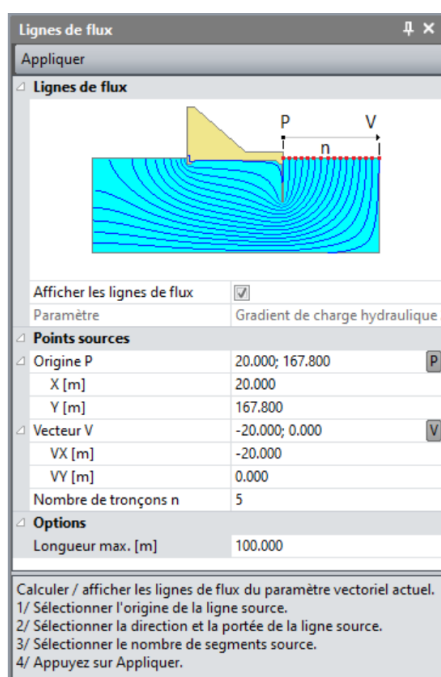 Lignes de flux
Appliquer
Lignes de flux
P V
n
Afficher les lignes de flux
Paramètre Gradient de charge hydraulique
Points sources
Origine P 20.000; 167.800 P
X [m] 20.000
Y [m] 167.800
Vecteur V -20.000; 0.000 V
VX [m] -20.000
VY [m] 0.000
Nombre de tronçons n 5
Options
Longueur max. [m] 100.000
Calculer / afficher les lignes de flux du paramètre vectoriel actuel.
1/ Sélectionner l'origine de la ligne source.
2/ Sélectionner la direction et la portée de la ligne source.
3/ Sélectionner le nombre de segments source.
4/ Appuyez sur Appliquer.